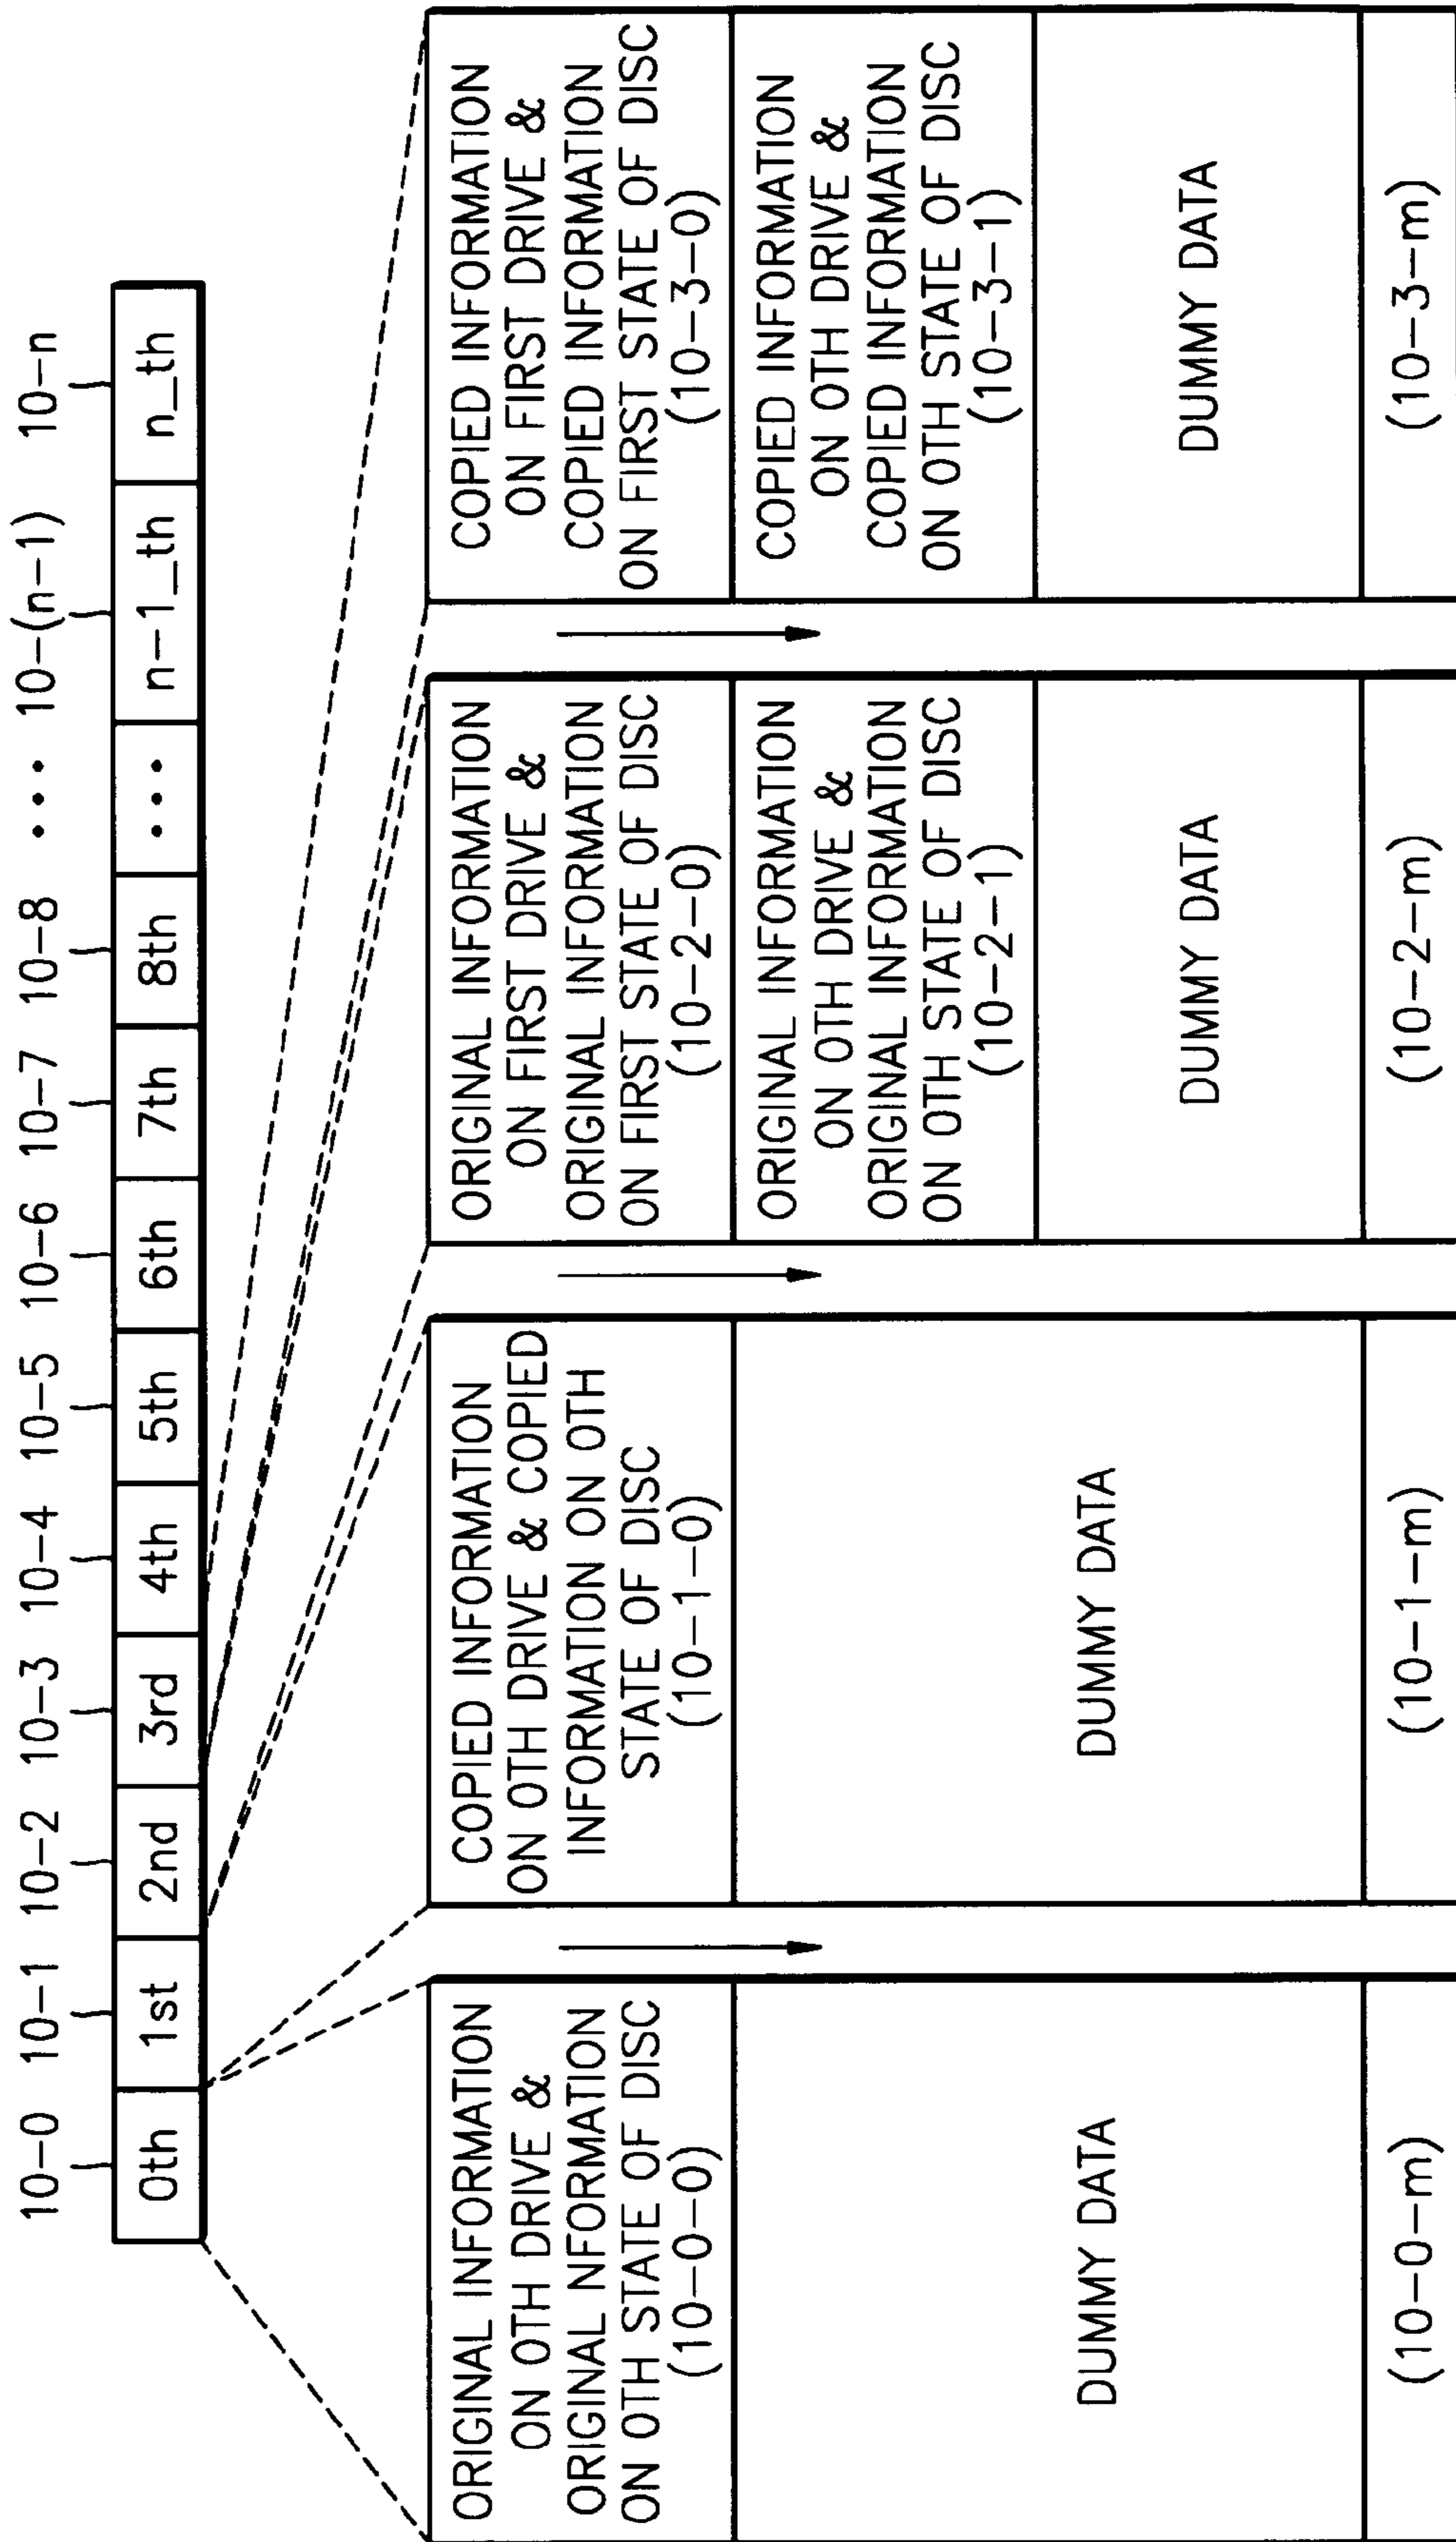 10-0 10-1 10-2 10-3 10-4 10-5 10-6 10-7 10-8 ••• 10-(n-1) 10-n
0th 1st 2nd 3rd 4th 5th 6th 7th 8th ••• n-1_th n_th
ORIGINAL INFORMATION
ON 0TH DRIVE &
ORIGINAL NFORMATION
ON 0TH STATE OF DISC
(10-0-0)
DUMMY DATA
(10-0-m)
COPIED INFORMATION
ON 0TH DRIVE & COPIED
INFORMATION ON 0TH
STATE OF DISC
(10-1-0)
DUMMY DATA
(10-1-m)
ORIGINAL INFORMATION
ON FIRST DRIVE &
ORIGINAL INFORMATION
ON FIRST STATE OF DISC
(10-2-0)
ORIGINAL INFORMATION
ON 0TH DRIVE &
ORIGINAL INFORMATION
ON 0TH STATE OF DISC
(10-2-1)
DUMMY DATA
(10-2-m)
COPIED INFORMATION
ON FIRST DRIVE &
COPIED INFORMATION
ON FIRST STATE OF DISC
(10-3-0)
COPIED INFORMATION
ON 0TH DRIVE &
COPIED INFORMATION
ON 0TH STATE OF DISC
(10-3-1)
DUMMY DATA
(10-3-m)